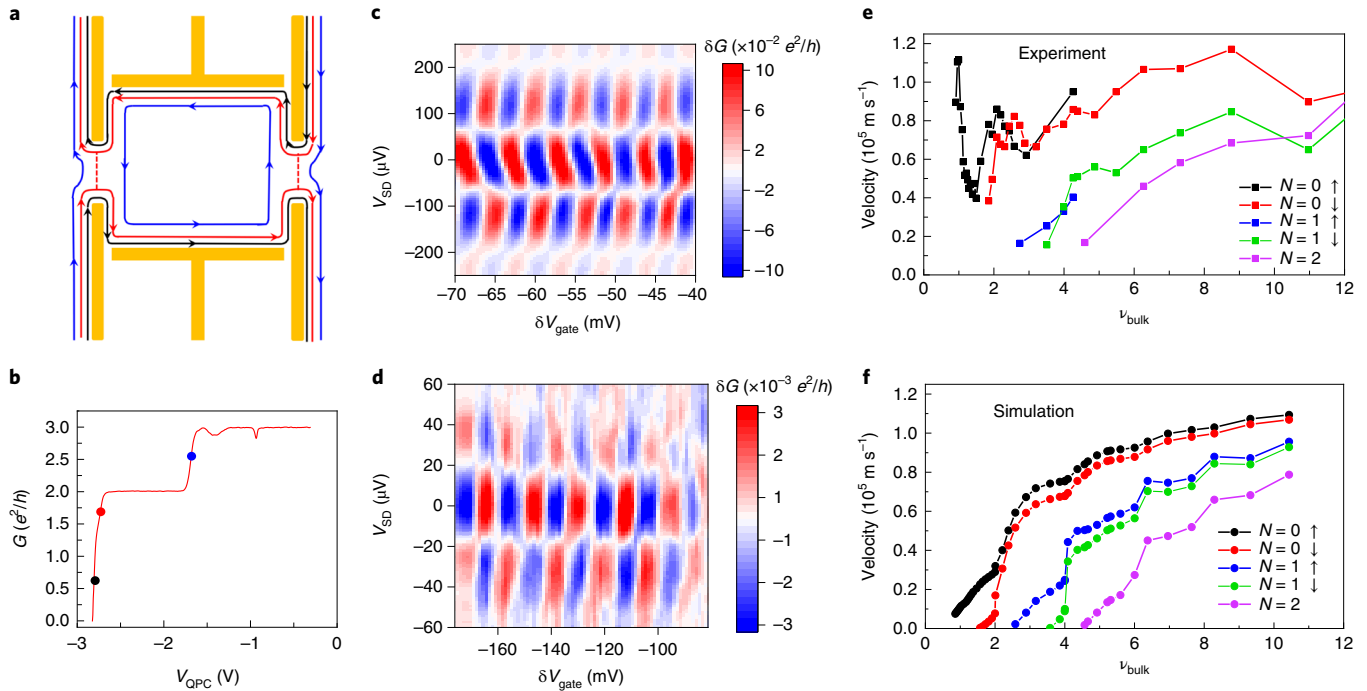 a
b
G (e²/h)
3.0
2.5
2.0
1.5
1.0
0.5
0.0
−3
−2
−1
0
V_QPC (V)
c
δG (×10⁻² e²/h)
V_SD (µV)
200
100
0
−100
−200
−70
−65
−60
−55
−50
−45
−40
δV_gate (mV)
10
6
2
−2
−6
−10
d
δG (×10⁻³ e²/h)
V_SD (µV)
60
40
20
0
−20
−40
−60
−160
−140
−120
−100
δV_gate (mV)
3
2
1
0
−1
−2
−3
e
Experiment
Velocity (10⁵ m s⁻¹)
1.2
1.0
0.8
0.6
0.4
0.2
0.0
0
2
4
6
8
10
12
ν_bulk
N = 0 ↑
N = 0 ↓
N = 1 ↑
N = 1 ↓
N = 2
f
Simulation
Velocity (10⁵ m s⁻¹)
1.2
1.0
0.8
0.6
0.4
0.2
0.0
0
2
4
6
8
10
12
ν_bulk
N = 0 ↑
N = 0 ↓
N = 1 ↑
N = 1 ↓
N = 2